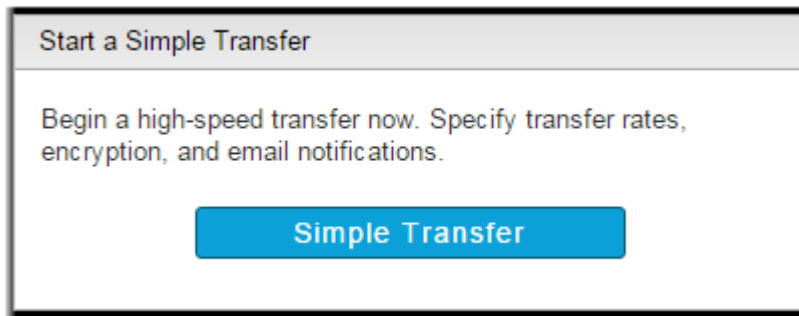 Start a Simple Transfer
Begin a high-speed transfer now. Specify transfer rates,
encryption, and email notifications.
Simple Transfer